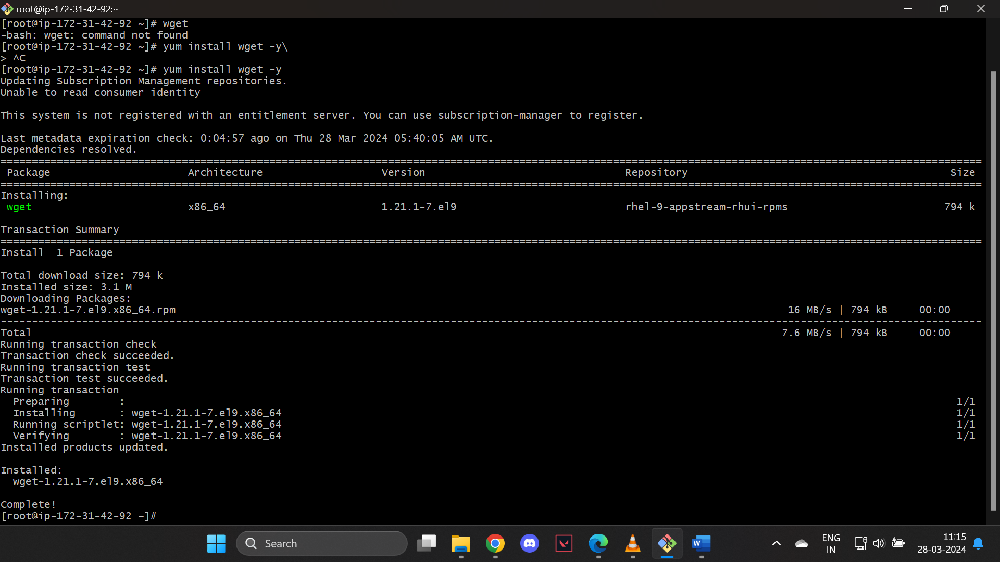 root@ip-172-31-42-92:~
[root@ip-172-31-42-92 ~]# wget
-bash: wget: command not found
[root@ip-172-31-42-92 ~]# yum install wget -y\
> ^C
[root@ip-172-31-42-92 ~]# yum install wget -y
Updating Subscription Management repositories.
Unable to read consumer identity
This system is not registered with an entitlement server. You can use subscription-manager to register.
Last metadata expiration check: 0:04:57 ago on Thu 28 Mar 2024 05:40:05 AM UTC.
Dependencies resolved.
Package Architecture Version Repository Size
Installing:
wget x86_64 1.21.1-7.el9 rhel-9-appstream-rhui-rpms 794 k
Transaction Summary
Install 1 Package
Total download size: 794 k
Installed size: 3.1 M
Downloading Packages:
wget-1.21.1-7.el9.x86_64.rpm 16 MB/s | 794 kB 00:00
Total 7.6 MB/s | 794 kB 00:00
Running transaction check
Transaction check succeeded.
Running transaction test
Transaction test succeeded.
Running transaction
Preparing : 1/1
Installing : wget-1.21.1-7.el9.x86_64 1/1
Running scriptlet: wget-1.21.1-7.el9.x86_64 1/1
Verifying : wget-1.21.1-7.el9.x86_64 1/1
Installed products updated.
Installed:
wget-1.21.1-7.el9.x86_64
Complete!
[root@ip-172-31-42-92 ~]#
Search
W
ENG
IN
11:15
28-03-2024